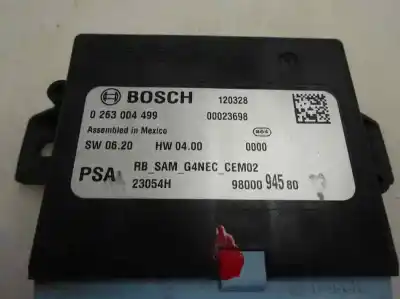 BOSCH 120328
0 263 004 499 00023698
Assembled in Mexico
SW 06.20 HW 04.00 0000
PSA RB_SAM_G4NEC_CEM02
23054H 98000 945 80